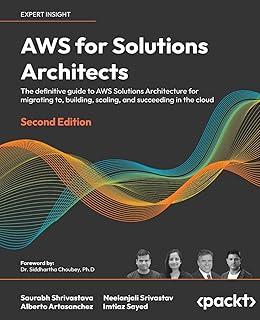 EXPERT INSIGHT
AWS for Solutions
Architects
The definitive guide to AWS Solutions Architecture for
migrating to, building, scaling, and succeeding in the cloud
Second Edition
Foreword by:
Dr. Siddhartha Choubey, Ph.D
Saurabh Shrivastava Neelanjali Srivastav
Alberto Artasanchez Imtiaz Sayed
<packt>